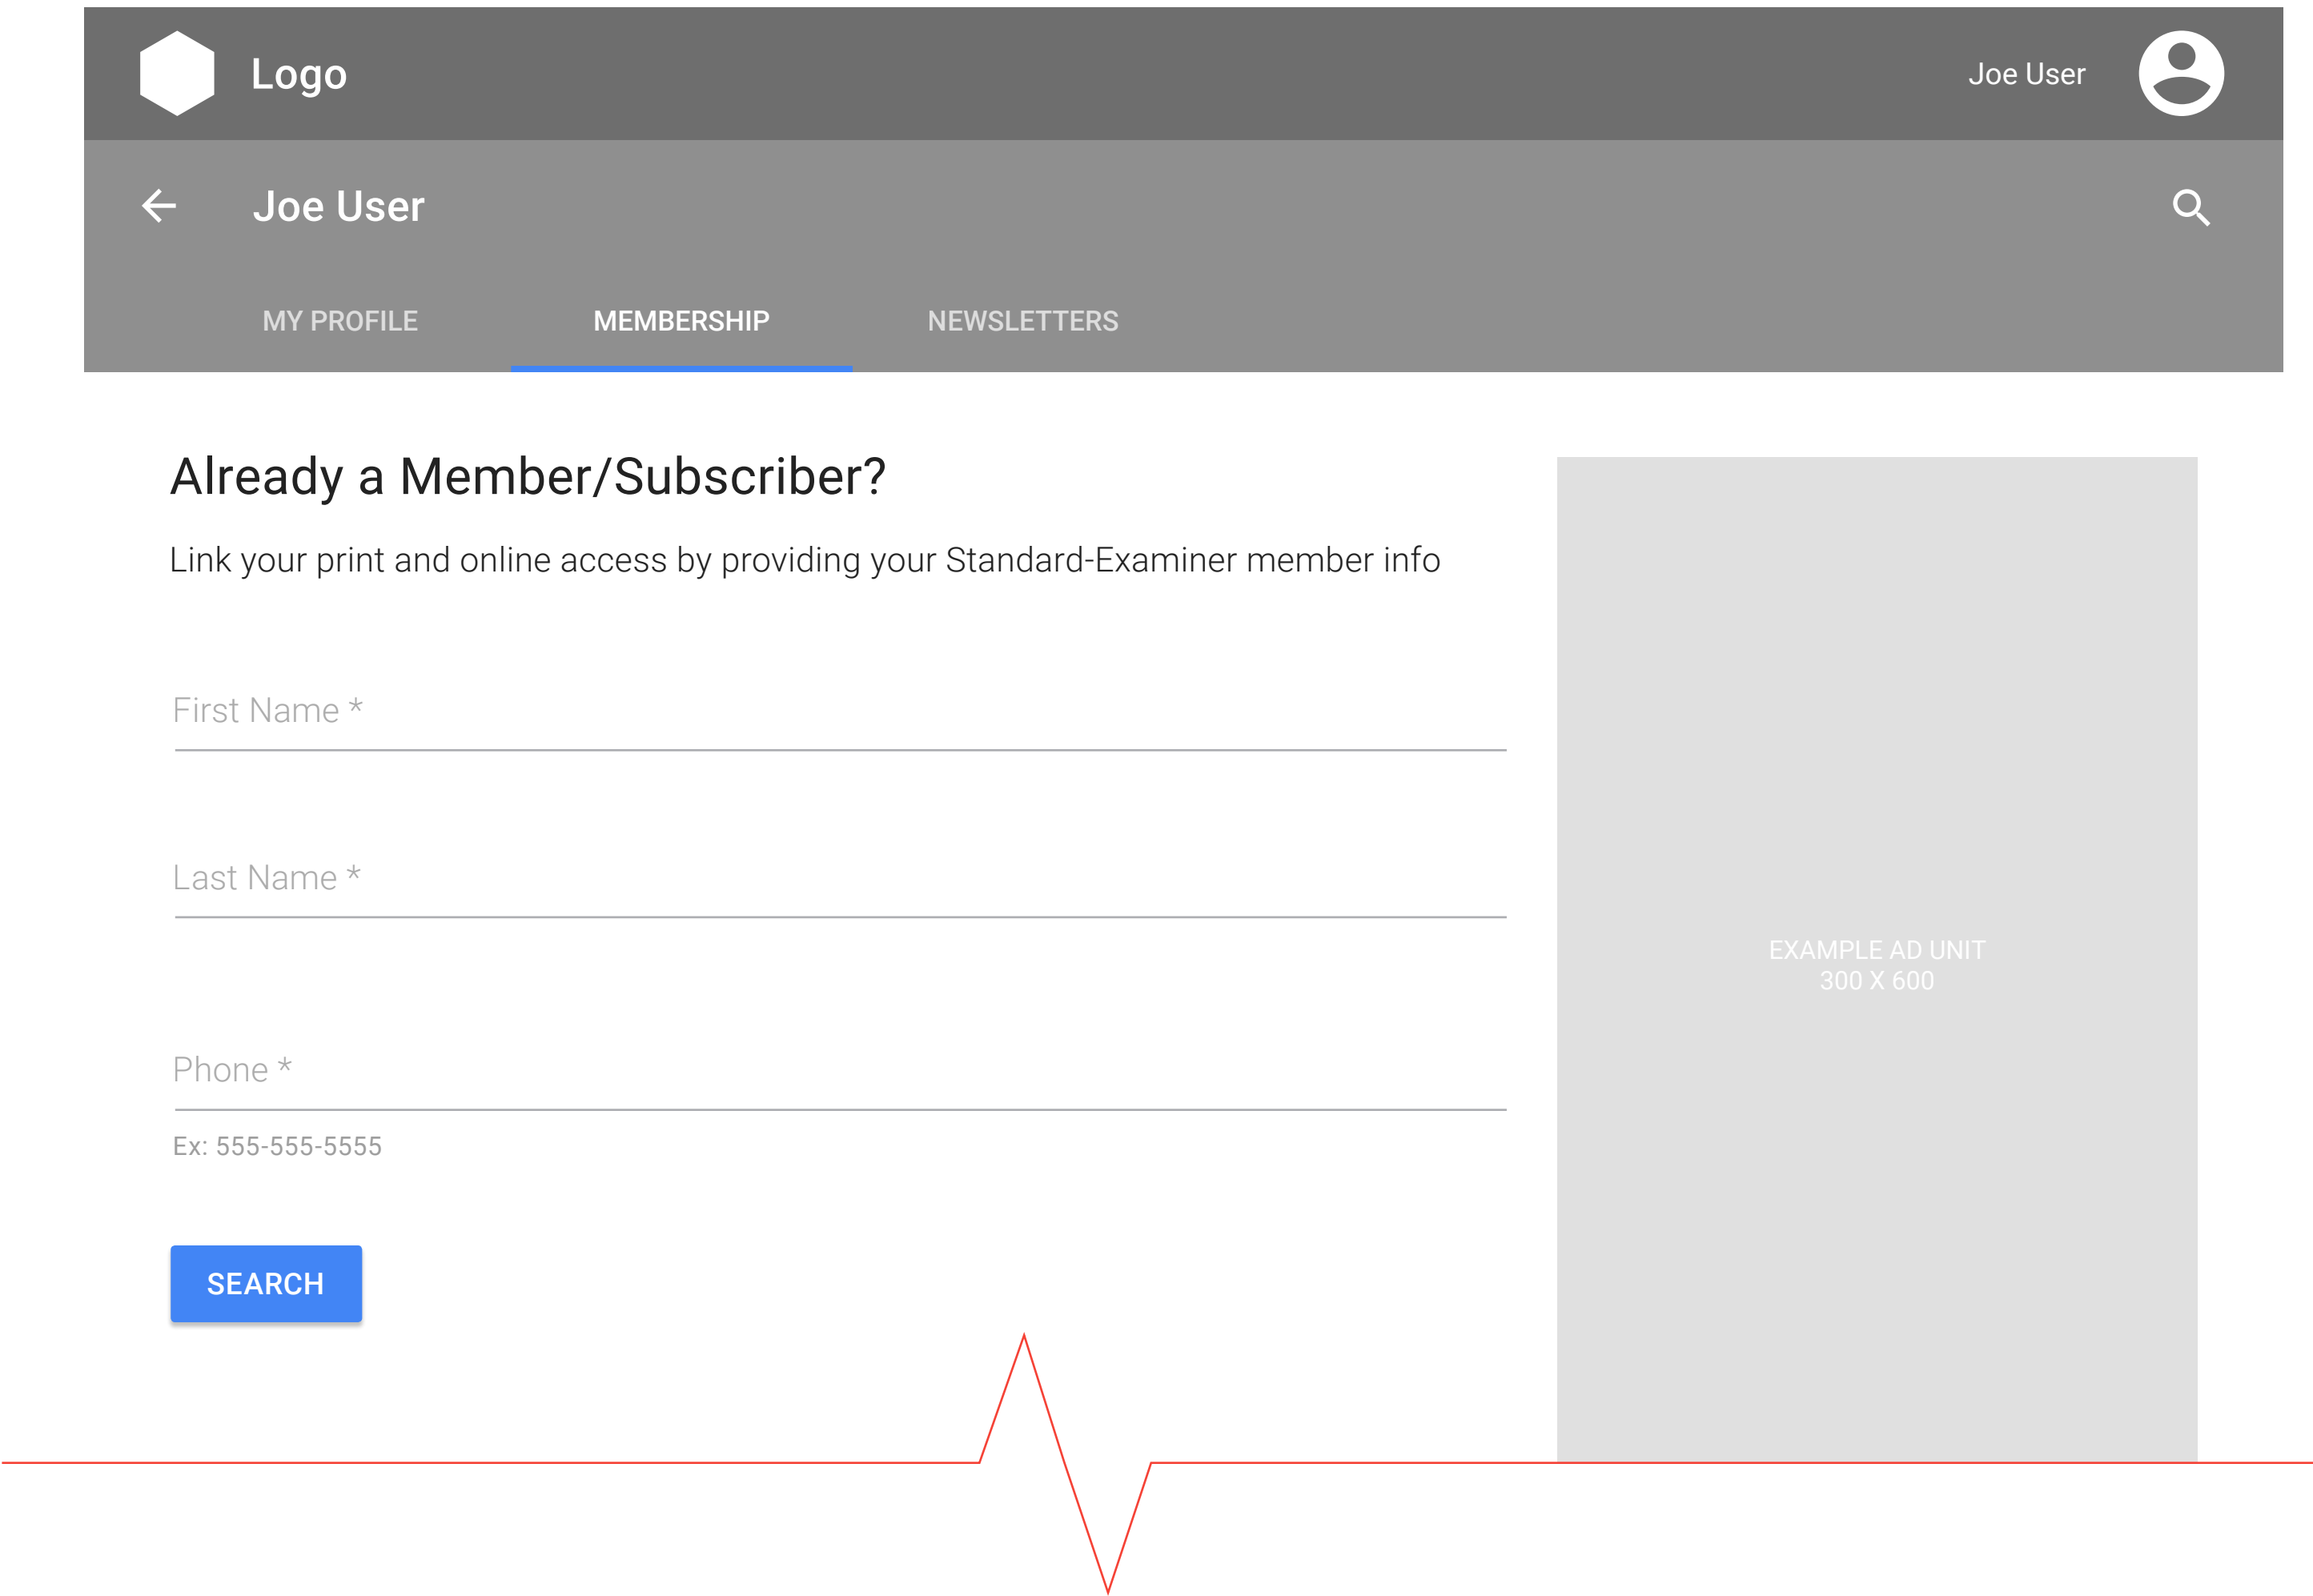 Logo
Joe User
Joe User
MY PROFILE
MEMBERSHIP
NEWSLETTERS
Already a Member/Subscriber?
Link your print and online access by providing your Standard-Examiner member info
First Name *
Last Name *
Phone *
Ex: 555-555-5555
SEARCH
EXAMPLE AD UNIT
300 X 600